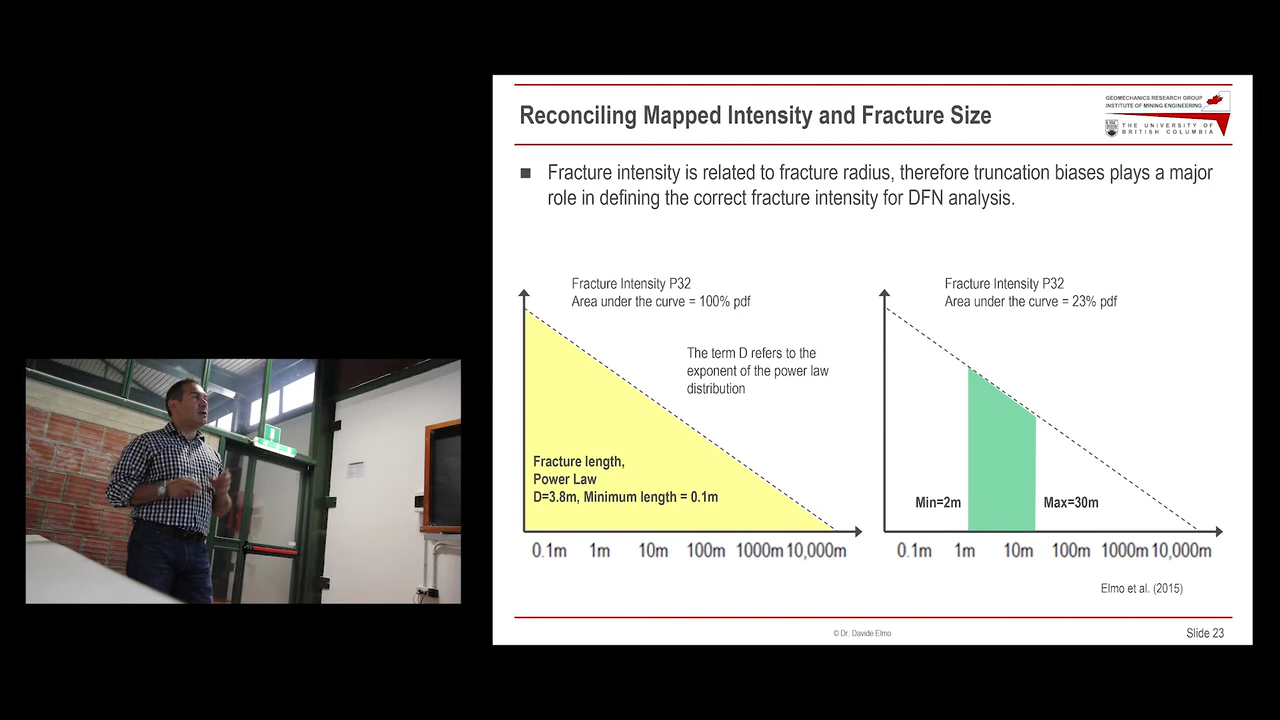 Reconciling Mapped Intensity and Fracture Size
GEOMECHANICS RESEARCH GROUP
INSTITUTE OF MINING ENGINEERING
THE UNIVERSITY OF
BRITISH COLUMBIA
Fracture intensity is related to fracture radius, therefore truncation biases plays a major
role in defining the correct fracture intensity for DFN analysis.
Fracture Intensity P32
Area under the curve = 100% pdf
The term D refers to the
exponent of the power law
distribution
Fracture length,
Power Law
D=3.8m, Minimum length = 0.1m
0.1m 1m 10m 100m 1000m 10,000m
Fracture Intensity P32
Area under the curve = 23% pdf
Min=2m Max=30m
0.1m 1m 10m 100m 1000m 10,000m
Elmo et al. (2015)
© Dr. Davide Elmo
Slide 23